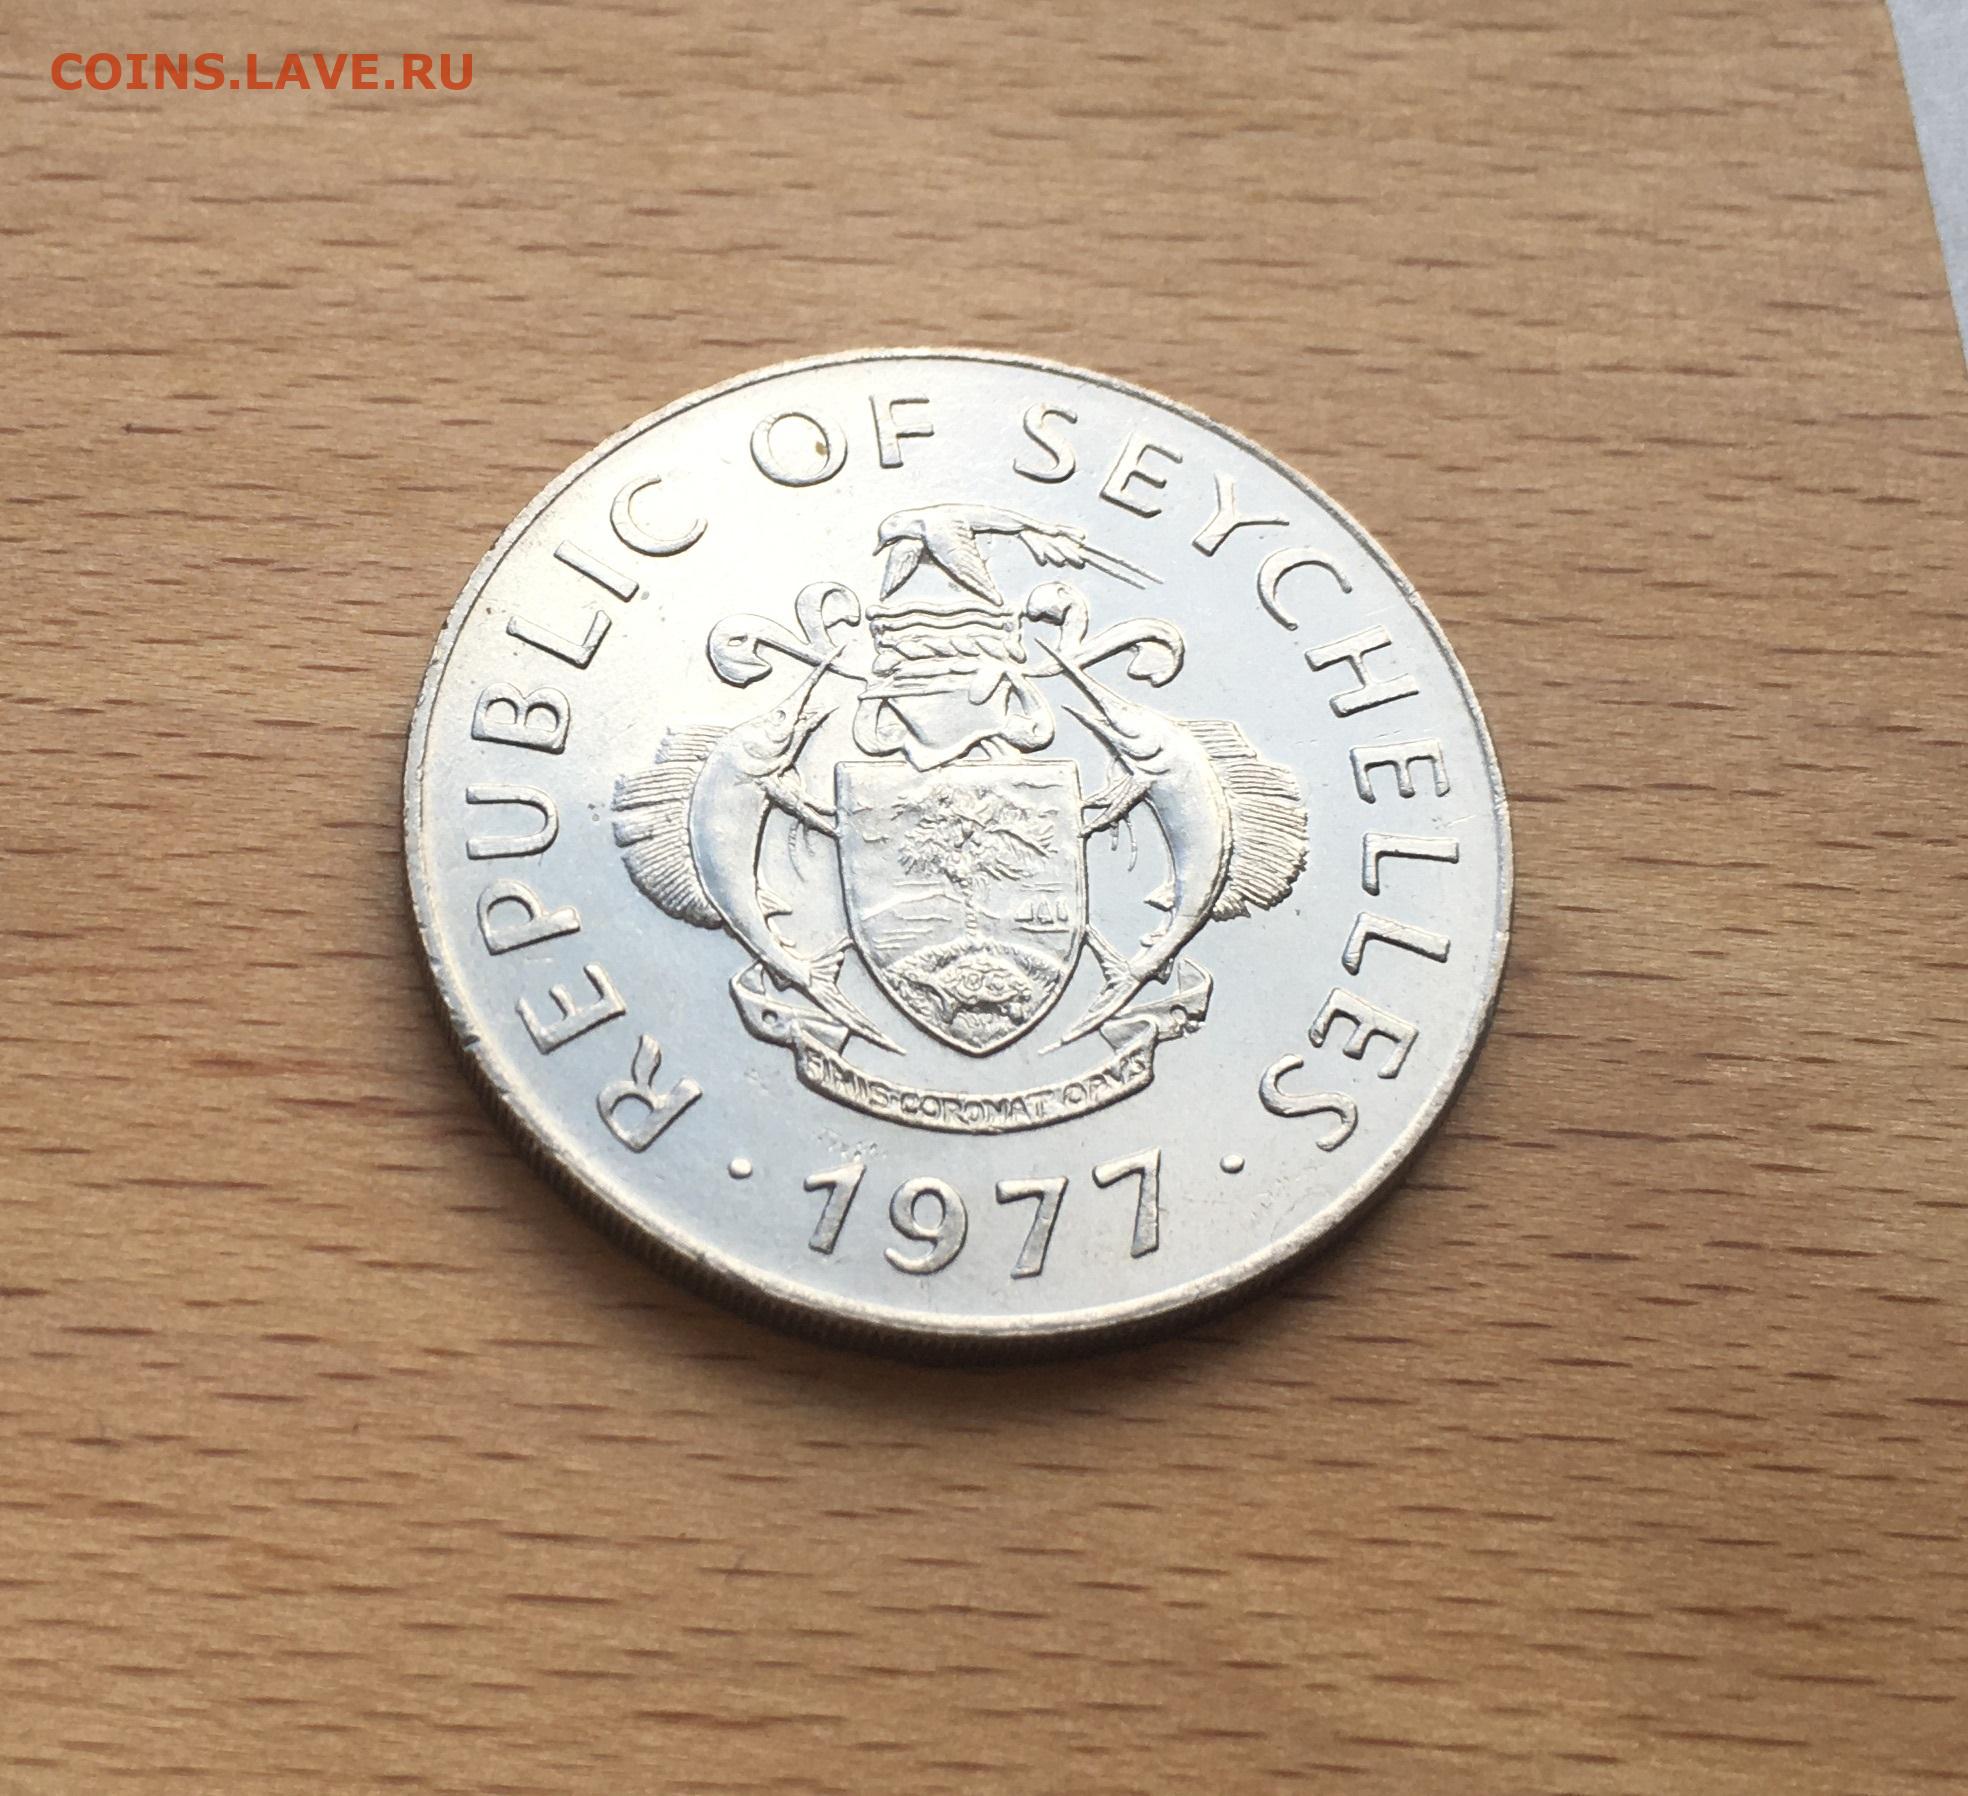 COINS.LAVE.RU
REPUBLIC OF SEYCHELLES
FINIS·CORONAT OPVS
· 1977 ·